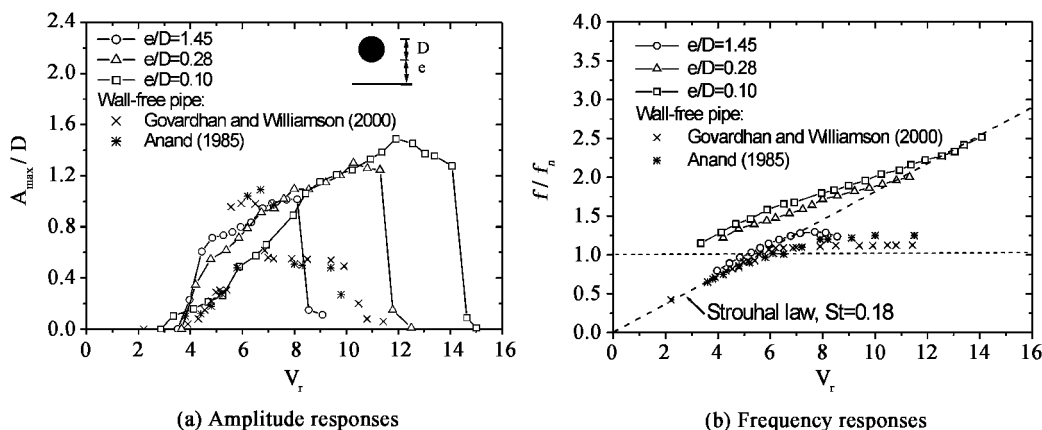 2.4
2.0
1.6
1.2
0.8
0.4
0.0
0 2 4 6 8 10 12 14 16
A_max / D
V_r
e/D=1.45
e/D=0.28
e/D=0.10
Wall-free pipe:
Govardhan and Williamson (2000)
Anand (1985)
D
e
(a) Amplitude responses
4.0
3.5
3.0
2.5
2.0
1.5
1.0
0.5
0.0
0 2 4 6 8 10 12 14 16
f / f_n
V_r
e/D=1.45
e/D=0.28
e/D=0.10
Wall-free pipe:
Govardhan and Williamson (2000)
Anand (1985)
Strouhal law, St=0.18
(b) Frequency responses